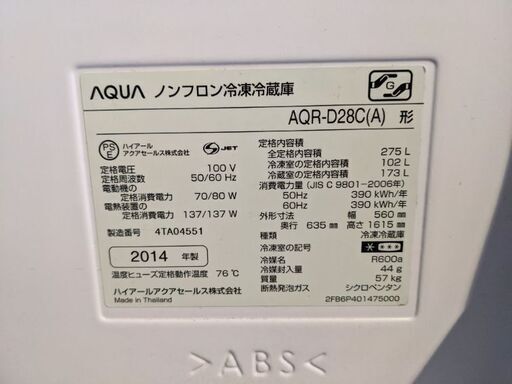 AQUA ノンフロン冷凍冷蔵庫
G
AQR-D28C(A) 形
PS E ハイアール アクアセールス株式会社 S JET
定格電圧 100 V
定格周波数 50/60 Hz
電動機の
定格消費電力 70/80 W
電熱装置の
定格消費電力 137/137 W
製造番号 4TA04551
2014 年製
温度ヒューズ定格動作温度 76℃
ハイアールアクアセールス株式会社
Made in Thailand
定格内容積
全定格内容積 275 L
冷凍室の定格内容積 102 L
冷蔵室の定格内容積 173 L
消費電力量 (JIS C 9801-2006年)
50Hz 390 kWh/年
60Hz 390 kWh/年
外形寸法 幅 560 mm
奥行 635 mm 高さ 1615 mm
種類 冷凍冷蔵庫
冷凍室の記号
冷媒名 R600a
冷媒封入量 44 g
質量 57 kg
断熱発泡ガス シクロペンタン
2FB6P401475000
>ABS<